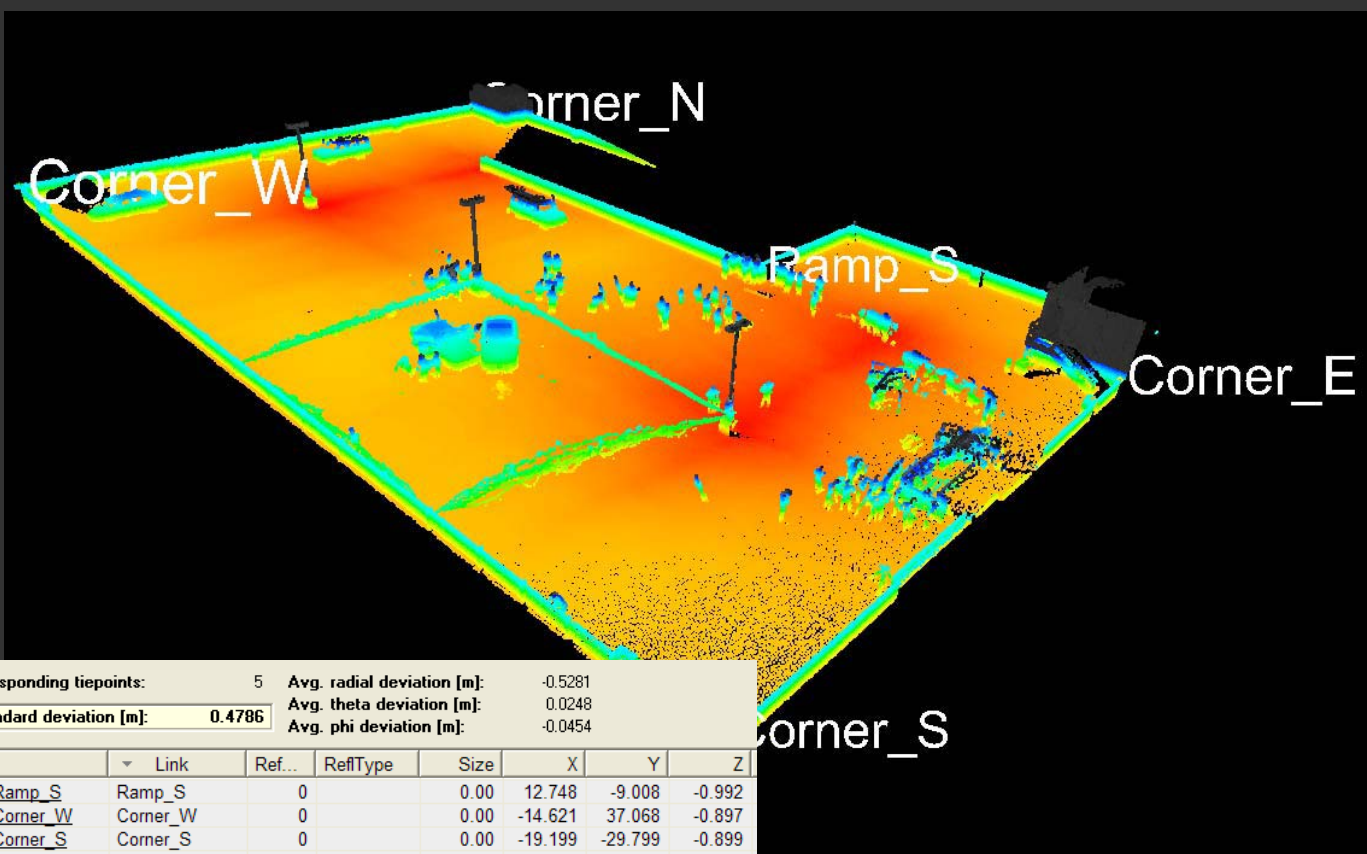 orner_N
Corner_W
Ramp_S
Corner_E
Corner_S
sponding tiepoints: 5 Avg. radial deviation [m]: -0.5281
Avg. theta deviation [m]: 0.0248
ndard deviation [m]: 0.4786
Avg. phi deviation [m]: -0.0454
Link Ref... ReflType Size X Y Z
Ramp_S Ramp_S 0 0.00 12.748 -9.008 -0.992
Corner_W Corner_W 0 0.00 -14.621 37.068 -0.897
Corner_S Corner_S 0 0.00 -19.199 -29.799 -0.899